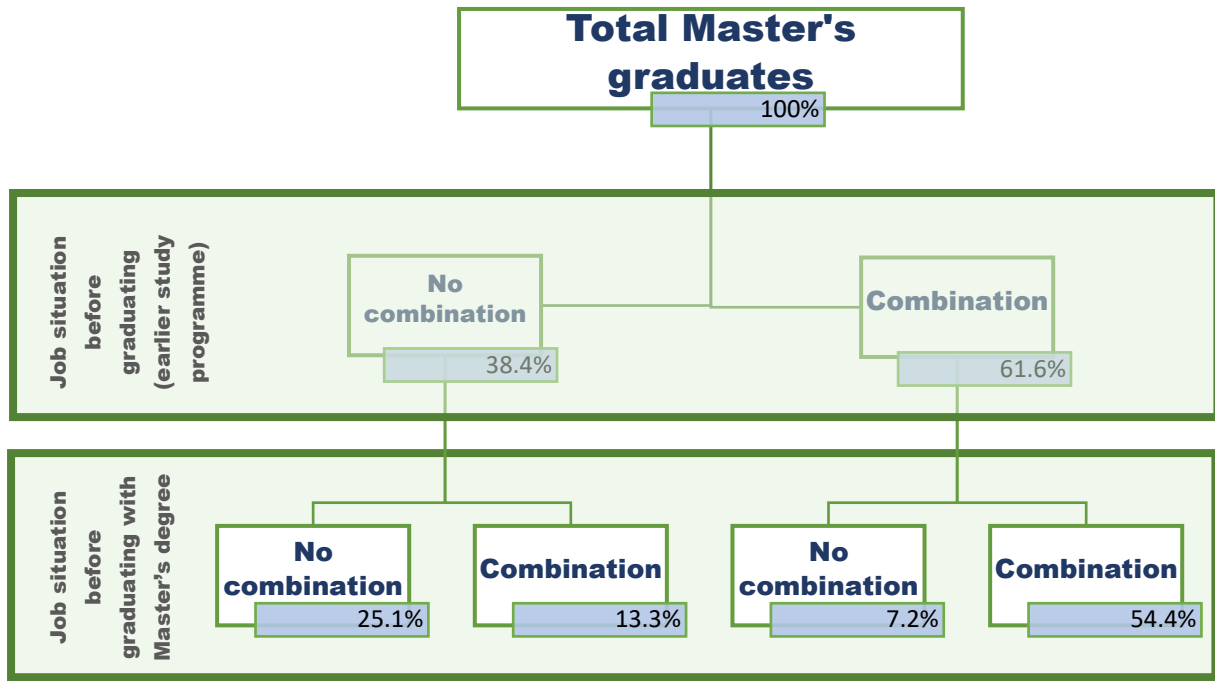 Total Master's
graduates
100%
Job situation
before
graduating
(earlier study
programme)
No
combination
38.4%
Combination
61.6%
Job situation
before
graduating with
Master’s degree
No
combination
25.1%
Combination
13.3%
No
combination
7.2%
Combination
54.4%